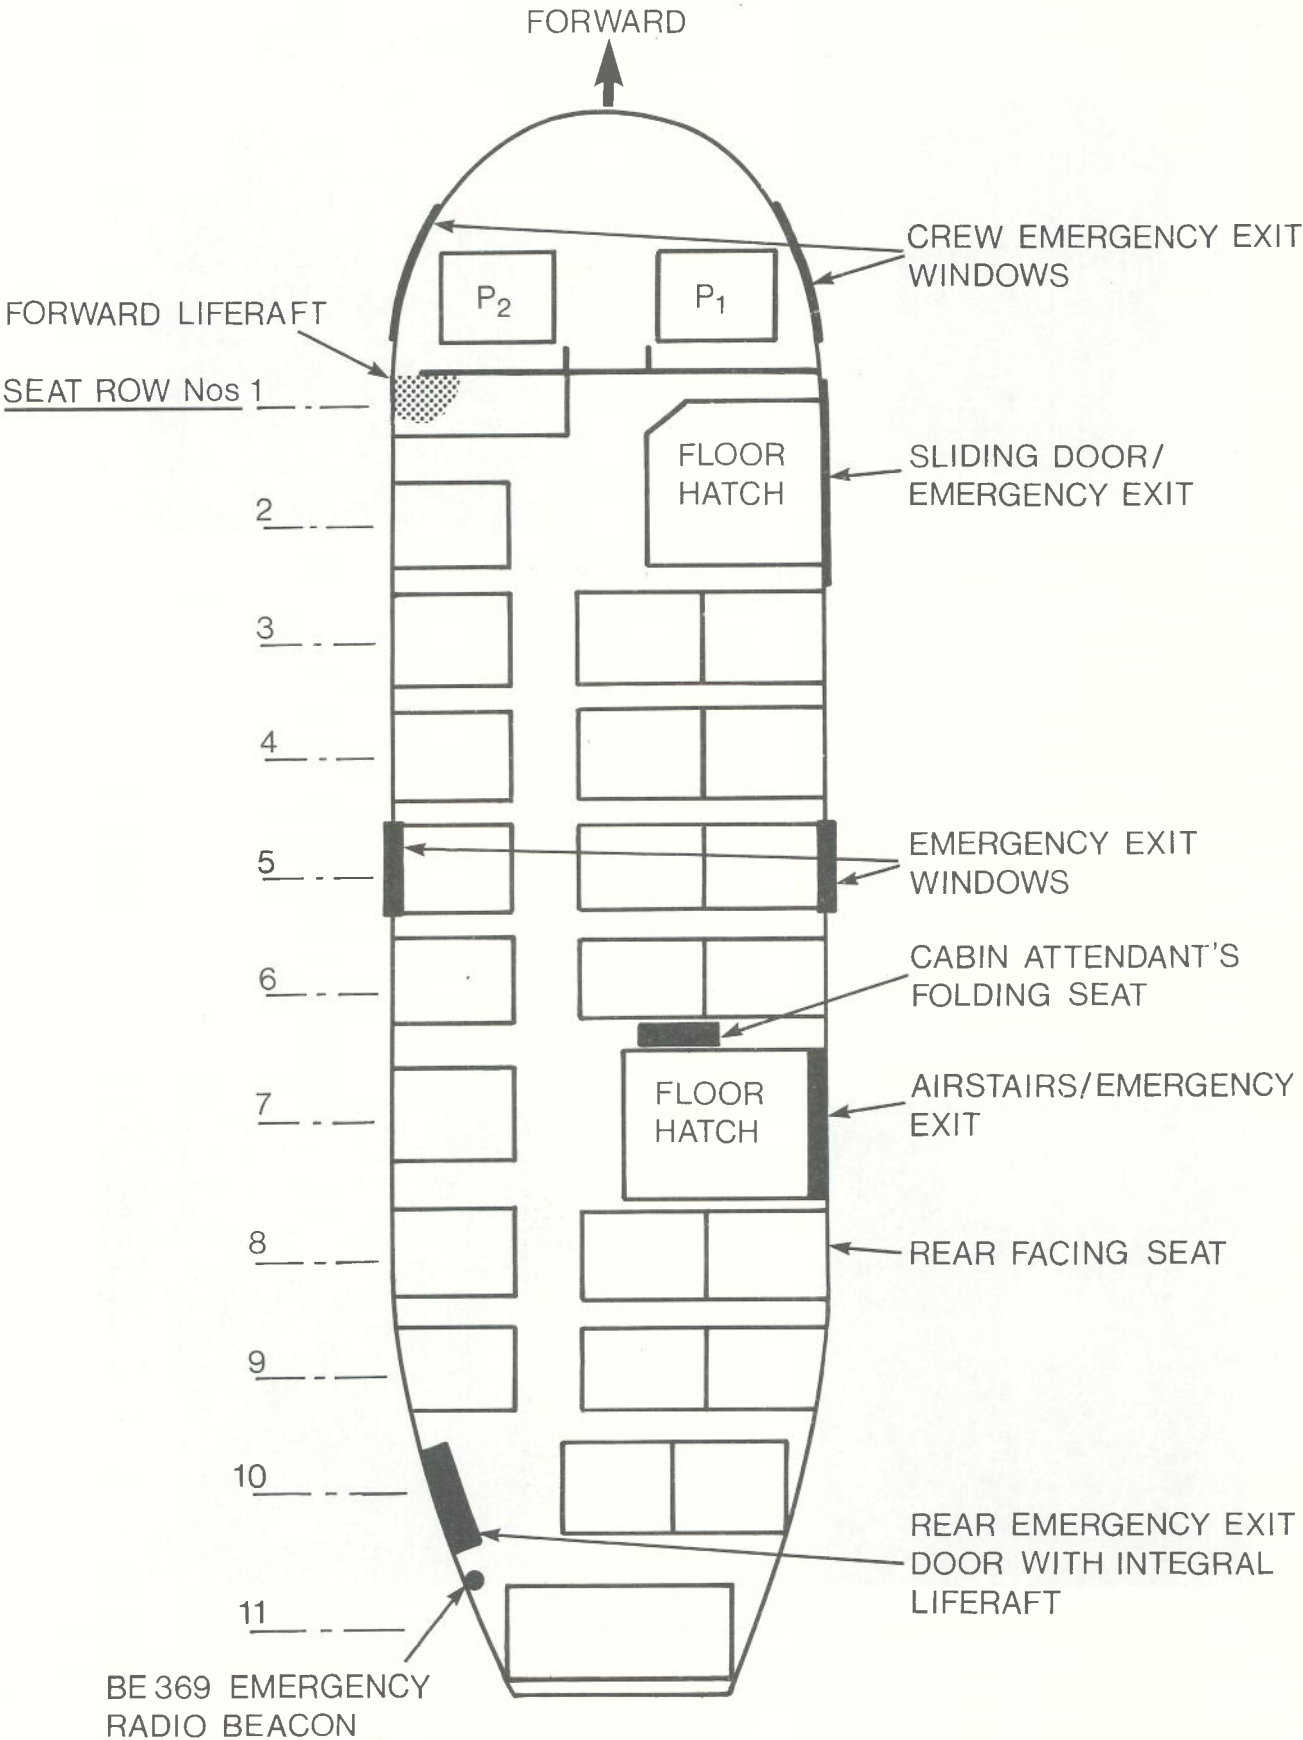 FORWARD
CREW EMERGENCY EXIT
WINDOWS
P2
P1
FORWARD LIFERAFT
SEAT ROW Nos 1
FLOOR
HATCH
SLIDING DOOR/
EMERGENCY EXIT
2
3
4
EMERGENCY EXIT
WINDOWS
5
CABIN ATTENDANT'S
FOLDING SEAT
6
FLOOR
HATCH
AIRSTAIRS/EMERGENCY
EXIT
7
8
REAR FACING SEAT
9
10
REAR EMERGENCY EXIT
DOOR WITH INTEGRAL
LIFERAFT
11
BE 369 EMERGENCY
RADIO BEACON